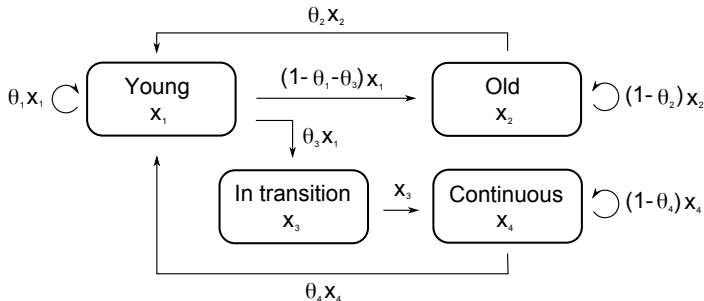 θ₂x₂
Young
x₁
θ₁x₁
(1-θ₁-θ₃)x₁
Old
x₂
(1-θ₂)x₂
θ₃x₁
In transition
x₃
x₃
Continuous
x₄
(1-θ₄)x₄
θ₄x₄